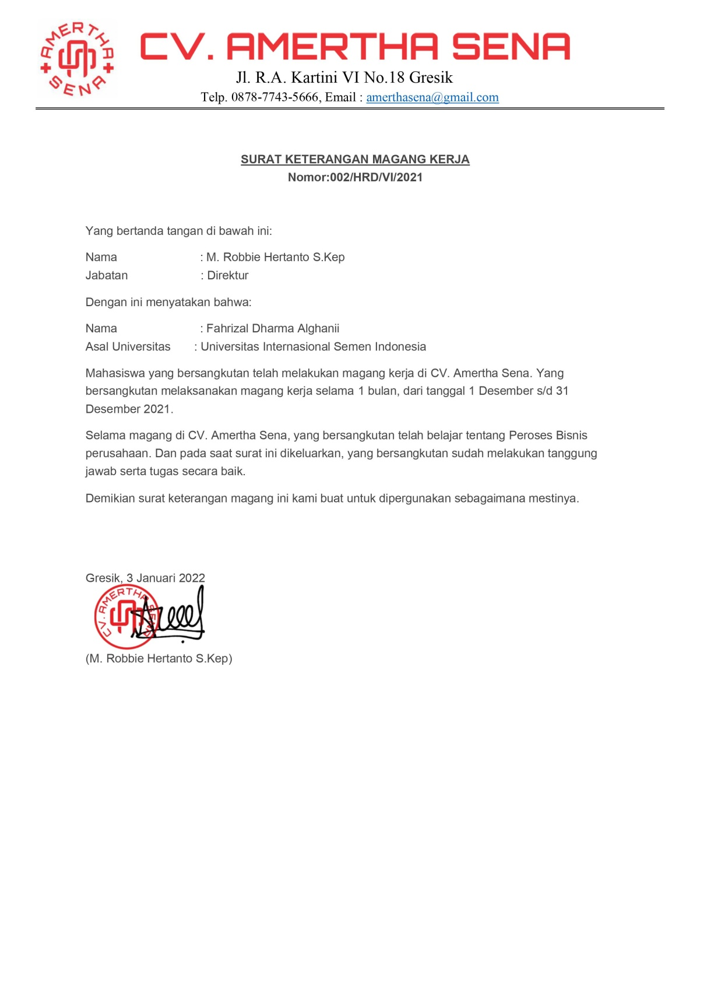 AMERTHA
SENA
CV. AMERTHA SENA
Jl. R.A. Kartini VI No.18 Gresik
Telp. 0878-7743-5666, Email : amerthasena@gmail.com
SURAT KETERANGAN MAGANG KERJA
Nomor:002/HRD/VI/2021
Yang bertanda tangan di bawah ini:
Nama : M. Robbie Hertanto S.Kep
Jabatan : Direktur
Dengan ini menyatakan bahwa:
Nama : Fahrizal Dharma Alghanii
Asal Universitas : Universitas Internasional Semen Indonesia
Mahasiswa yang bersangkutan telah melakukan magang kerja di CV. Amertha Sena. Yang
bersangkutan melaksanakan magang kerja selama 1 bulan, dari tanggal 1 Desember s/d 31
Desember 2021.
Selama magang di CV. Amertha Sena, yang bersangkutan telah belajar tentang Peroses Bisnis
perusahaan. Dan pada saat surat ini dikeluarkan, yang bersangkutan sudah melakukan tanggung
jawab serta tugas secara baik.
Demikian surat keterangan magang ini kami buat untuk dipergunakan sebagaimana mestinya.
Gresik, 3 Januari 2022
CV. AMERTHA SENA
(M. Robbie Hertanto S.Kep)